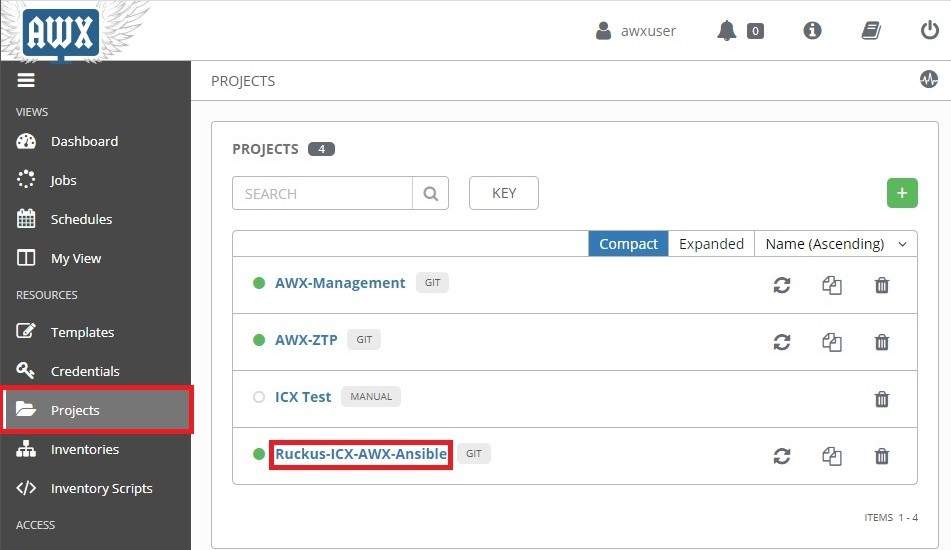 AWX
awxuser 0
PROJECTS
VIEWS
Dashboard
Jobs
Schedules
My View
RESOURCES
Templates
Credentials
Projects
Inventories
Inventory Scripts
ACCESS
PROJECTS 4
SEARCH KEY +
Compact Expanded Name (Ascending)
AWX-Management GIT
AWX-ZTP GIT
ICX Test MANUAL
Ruckus-ICX-AWX-Ansible GIT
ITEMS 1 - 4